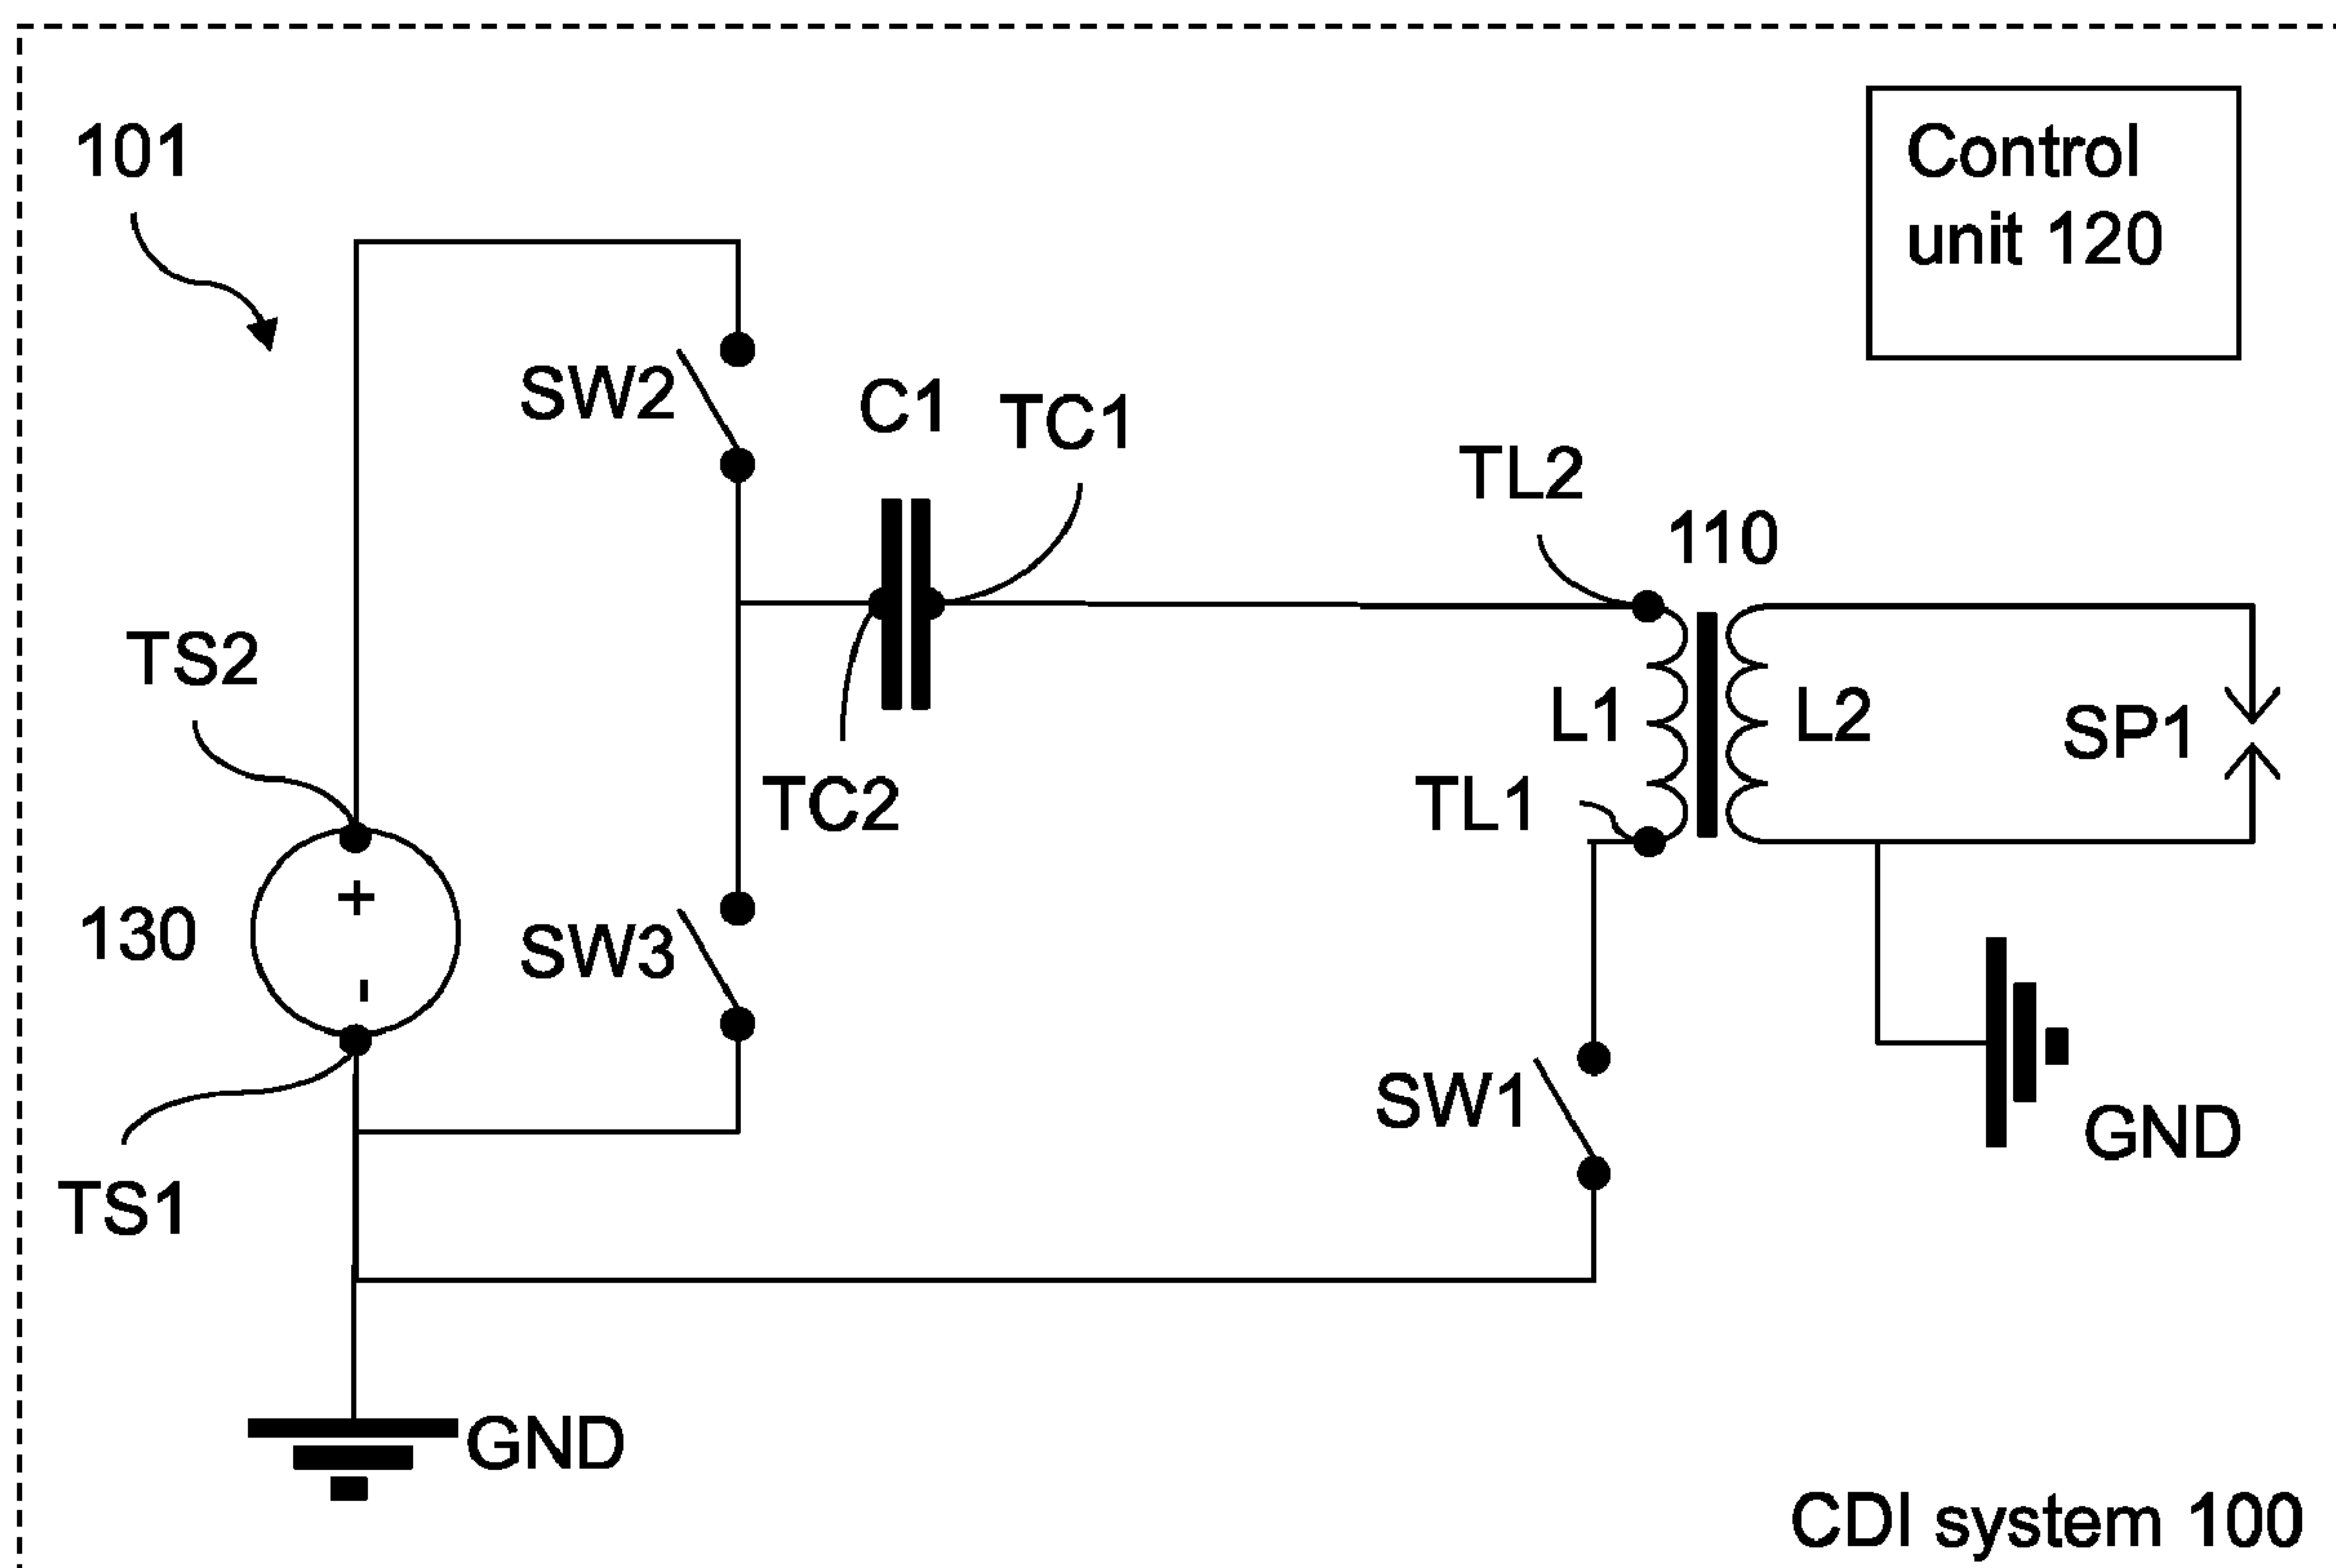 101
Control
unit 120
SW2
C1
TC1
TL2
110
TS2
L1
L2
SP1
TC2
TL1
+
130
-
SW3
SW1
GND
TS1
GND
CDI system 100